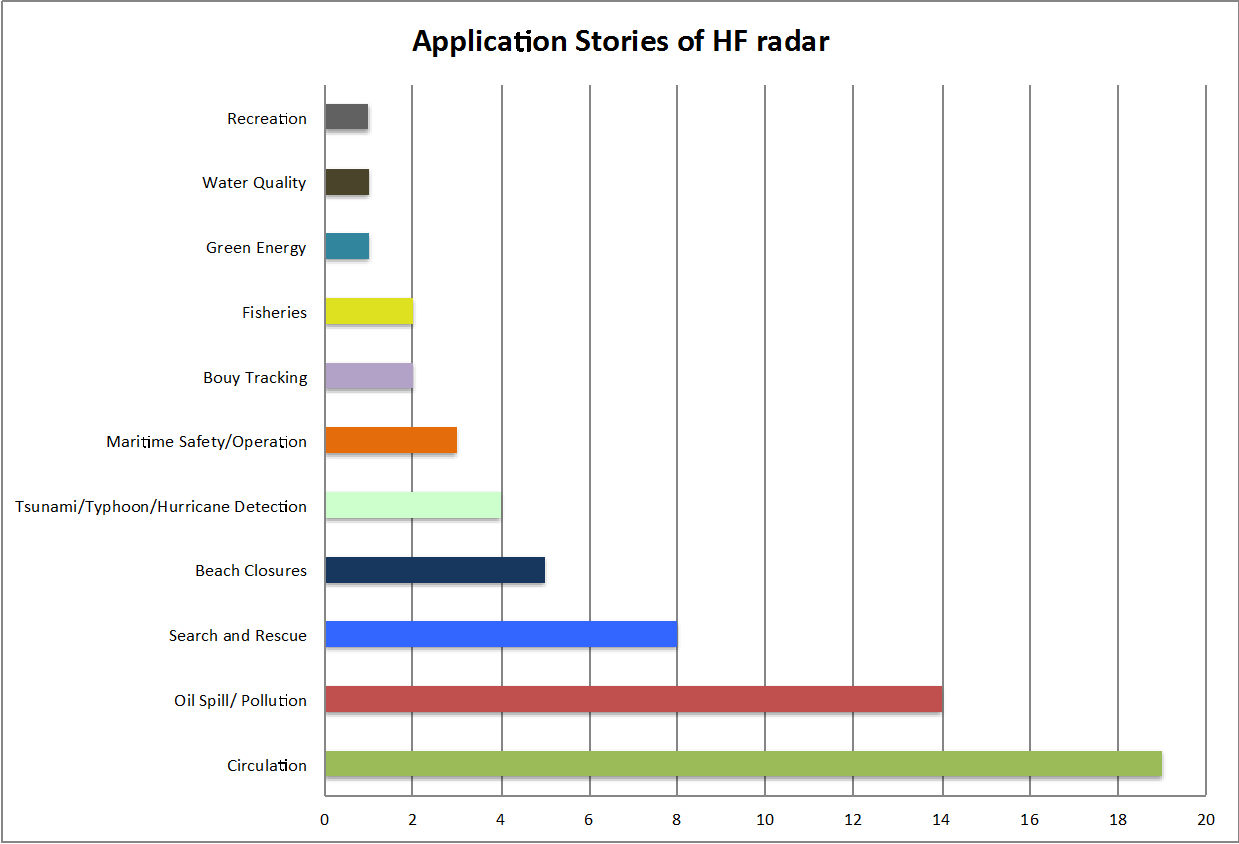 Application Stories of HF radar
Recreation
Water Quality
Green Energy
Fisheries
Bouy Tracking
Maritime Safety/Operation
Tsunami/Typhoon/Hurricane Detection
Beach Closures
Search and Rescue
Oil Spill/ Pollution
Circulation
0 2 4 6 8 10 12 14 16 18 20